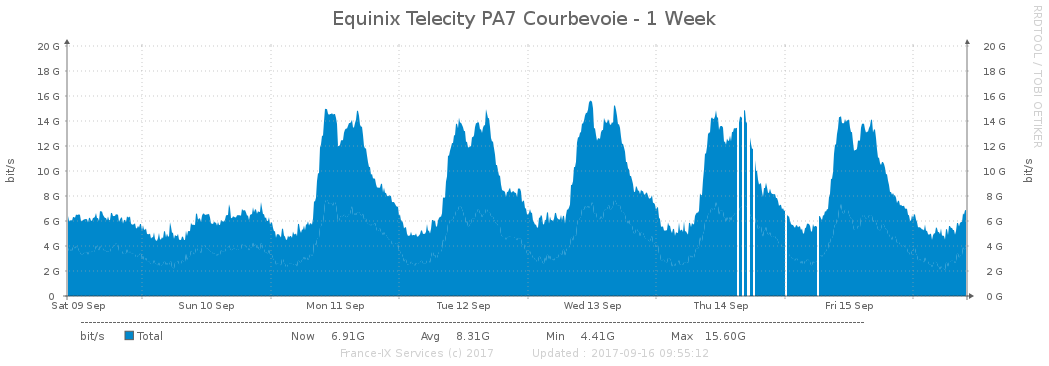 Equinix Telecity PA7 Courbevoie - 1 Week
RRDTOOL / TOBI OETIKER
bit/s
20 G 20 G
18 G 18 G
16 G 16 G
14 G 14 G
12 G 12 G
10 G 10 G
8 G 8 G
6 G 6 G
4 G 4 G
2 G 2 G
0 0 G
bit/s
Sat 09 Sep Sun 10 Sep Mon 11 Sep Tue 12 Sep Wed 13 Sep Thu 14 Sep Fri 15 Sep
bit/s Total Now 6.91G Avg 8.31G Min 4.41G Max 15.60G
France-IX Services (c) 2017 Updated : 2017-09-16 09:55:12